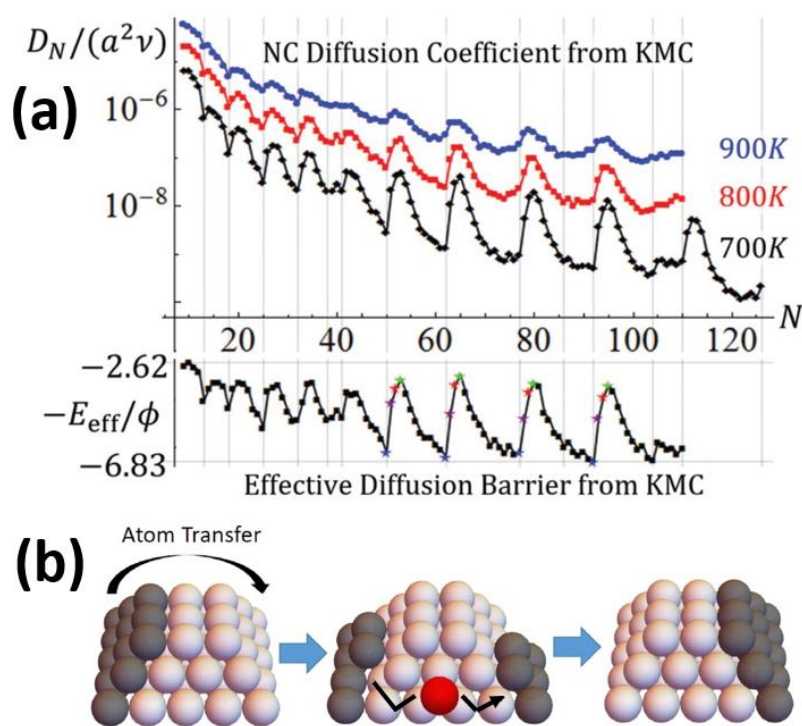 (a)
D_N/(a²ν)
NC Diffusion Coefficient from KMC
10⁻⁶
10⁻⁸
900K
800K
700K
N
20 40 60 80 100 120
−2.62
−E_eff/ϕ
−6.83
Effective Diffusion Barrier from KMC
(b)
Atom Transfer